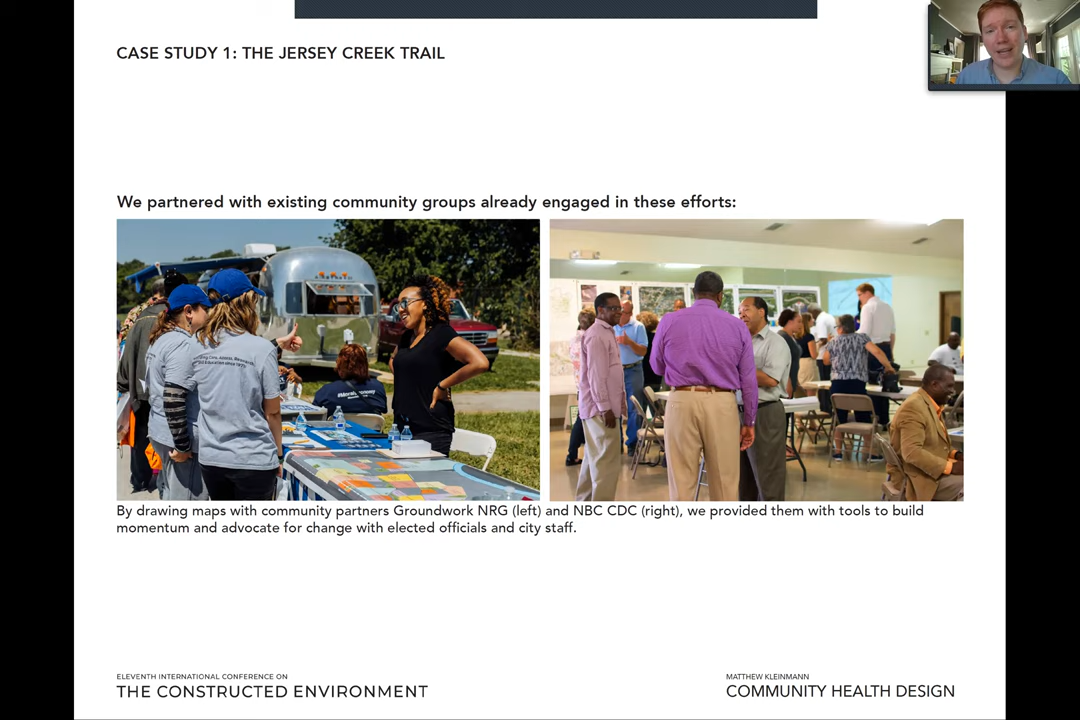 CASE STUDY 1: THE JERSEY CREEK TRAIL
We partnered with existing community groups already engaged in these efforts:
By drawing maps with community partners Groundwork NRG (left) and NBC CDC (right), we provided them with tools to build
momentum and advocate for change with elected officials and city staff.
ELEVENTH INTERNATIONAL CONFERENCE ON
THE CONSTRUCTED ENVIRONMENT
MATTHEW KLEINMANN
COMMUNITY HEALTH DESIGN